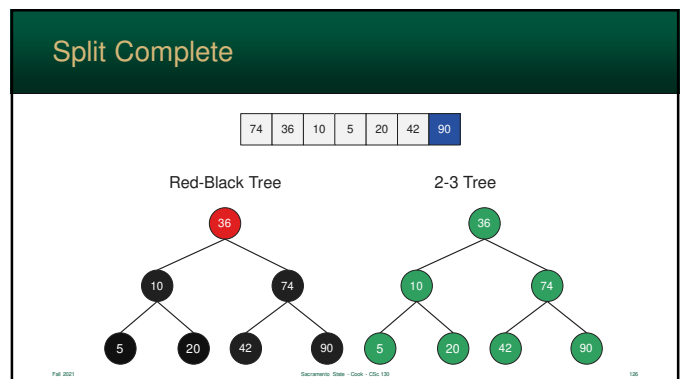 Split Complete
74 36 10 5 20 42 90
Red-Black Tree 2-3 Tree
36 36
10 74 10 74
5 20 42 90 5 20 42 90
Fall 2021 Sacramento State - Cook - CSc 130 126